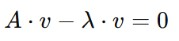 A · v − λ · v = 0